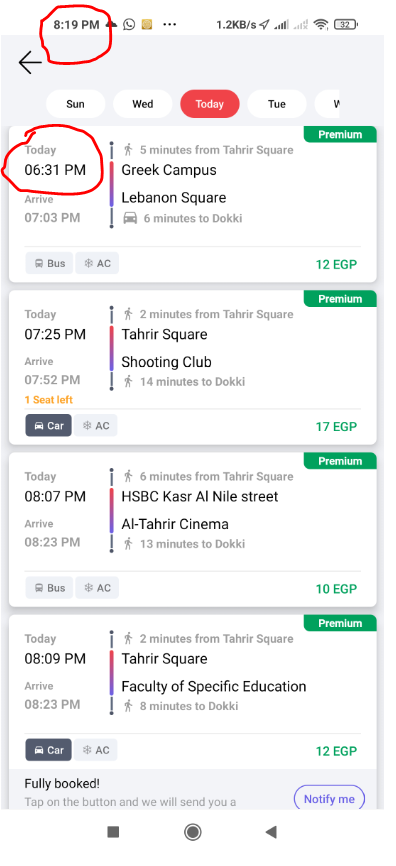 8:19 PM ... 1.2KB/s 32
Sun Wed Today Tue
Premium
Today 5 minutes from Tahrir Square
06:31 PM Greek Campus
Arrive Lebanon Square
07:03 PM 6 minutes to Dokki
Bus AC 12 EGP
Premium
Today 2 minutes from Tahrir Square
07:25 PM Tahrir Square
Arrive Shooting Club
07:52 PM 14 minutes to Dokki
1 Seat left
Car AC 17 EGP
Premium
Today 6 minutes from Tahrir Square
08:07 PM HSBC Kasr Al Nile street
Arrive Al-Tahrir Cinema
08:23 PM 13 minutes to Dokki
Bus AC 10 EGP
Premium
Today 2 minutes from Tahrir Square
08:09 PM Tahrir Square
Arrive Faculty of Specific Education
08:23 PM 8 minutes to Dokki
Car AC 12 EGP
Fully booked!
Tap on the button and we will send you a Notify me